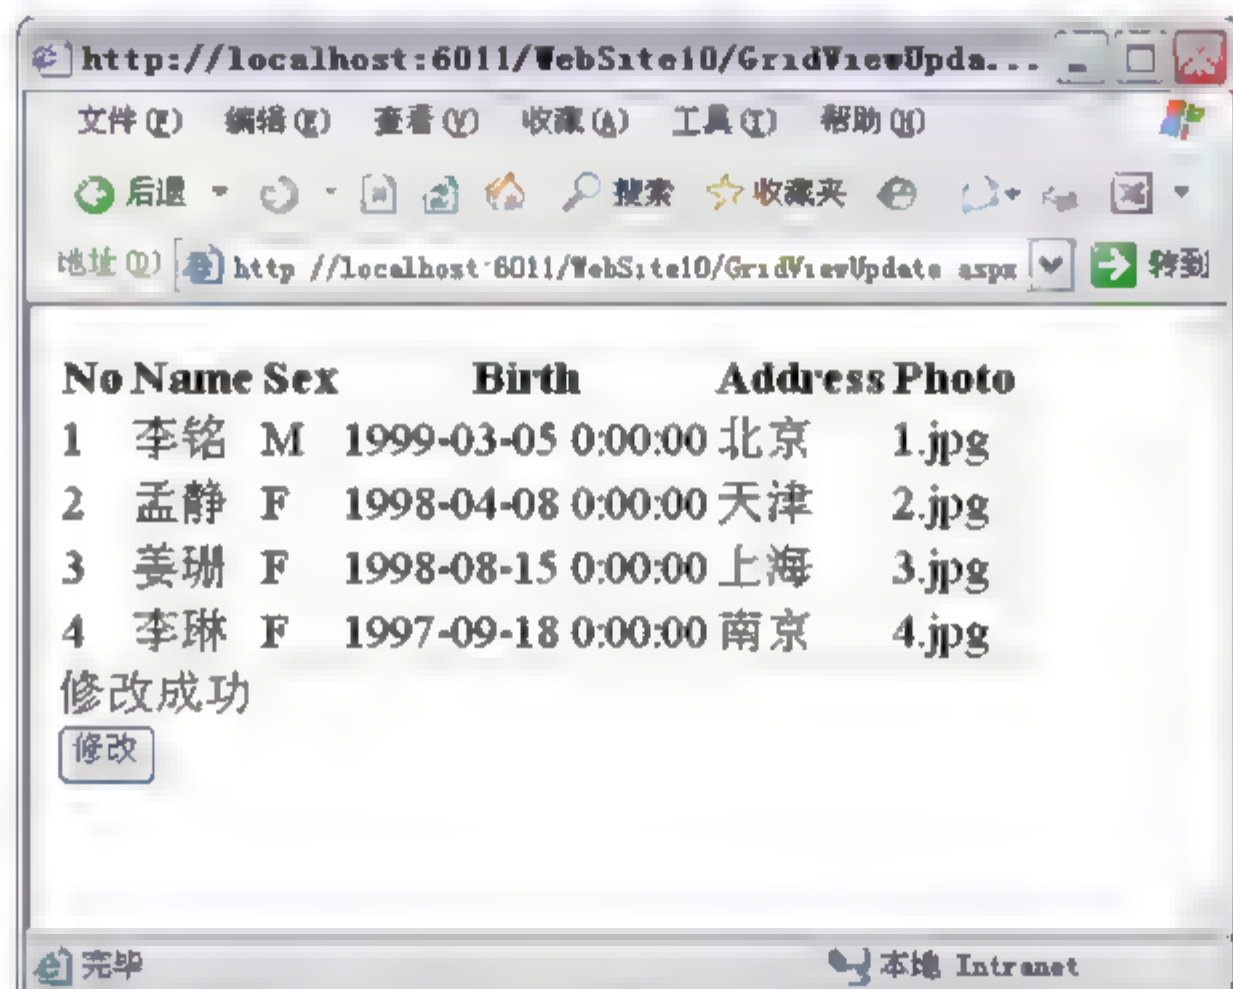 http://localhost:6011/WebSite10/GridViewUpda...
文件(F) 编辑(E) 查看(V) 收藏(A) 工具(T) 帮助(H)
后退 搜索 收藏夹
地址(D) http://localhost:6011/WebSite10/GridViewUpdate.aspx 转到
No Name Sex Birth Address Photo
1 李铭 M 1999-03-05 0:00:00 北京 1.jpg
2 孟静 F 1998-04-08 0:00:00 天津 2.jpg
3 姜珊 F 1998-08-15 0:00:00 上海 3.jpg
4 李琳 F 1997-09-18 0:00:00 南京 4.jpg
修改成功
修改
完毕 本地 Intranet